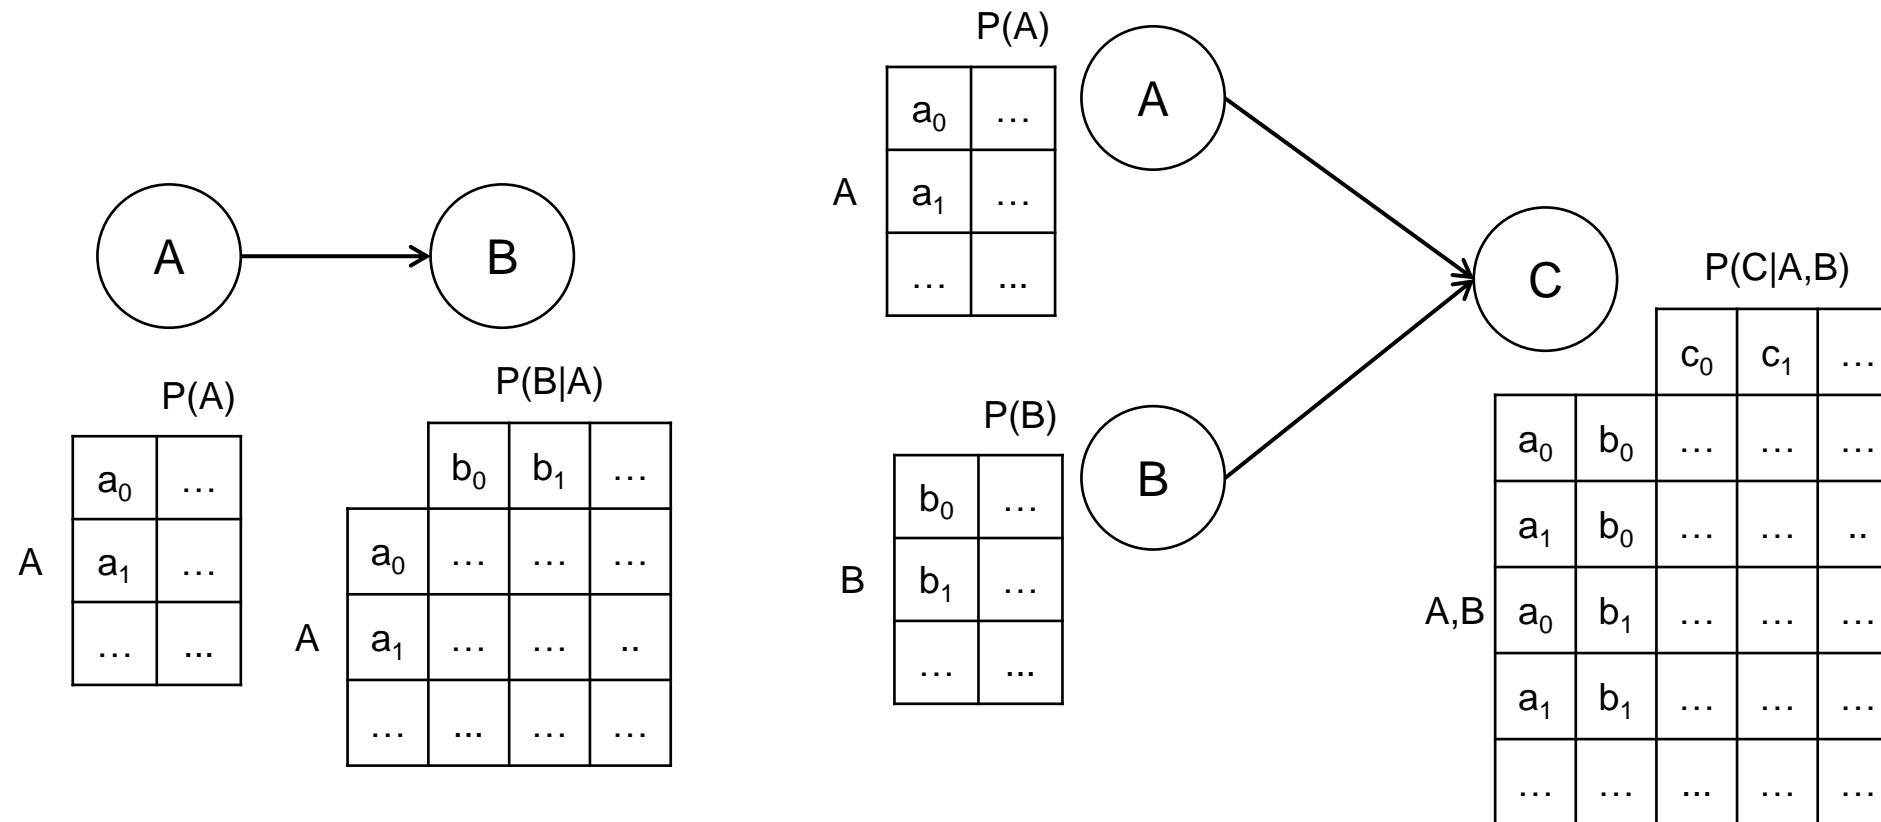 A
B
P(A)
a₀ …
A a₁ …
… ...
P(B|A)
b₀ b₁ …
a₀ … … …
A a₁ … … ..
… ... … …
P(A)
a₀ …
A a₁ …
… ...
A
P(B)
b₀ …
B b₁ …
… ...
B
C
P(C|A,B)
c₀ c₁ …
a₀ b₀ … … …
a₁ b₀ … … ..
A,B a₀ b₁ … … …
a₁ b₁ … … …
… … ... … …